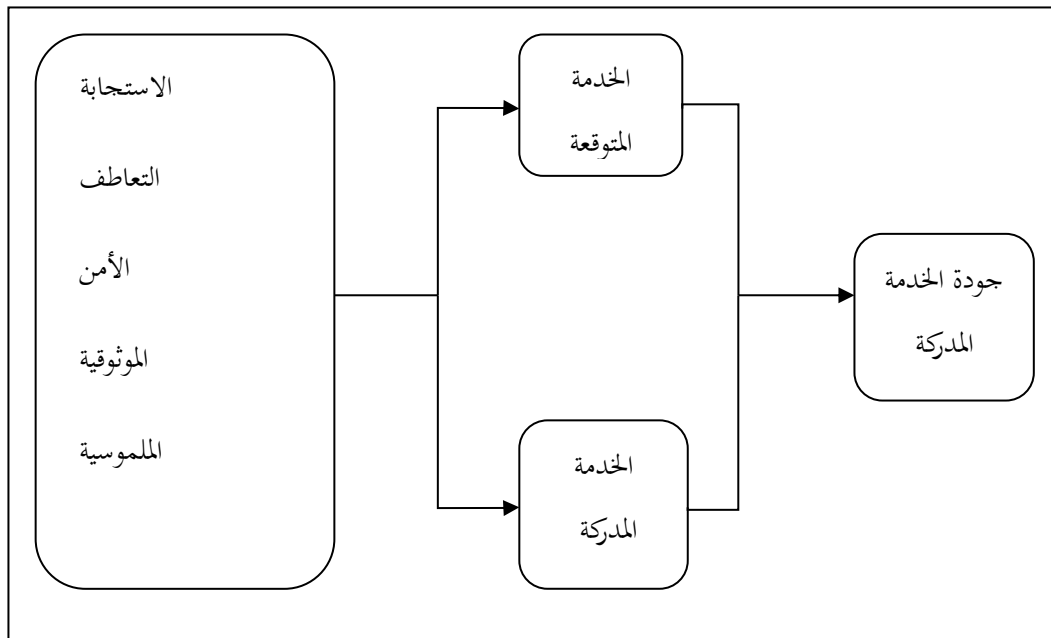 الاستجابة
التعاطف
الأمن
الموثوقية
الملموسية
الخدمة
المتوقعة
الخدمة
المدركة
جودة الخدمة
المدركة